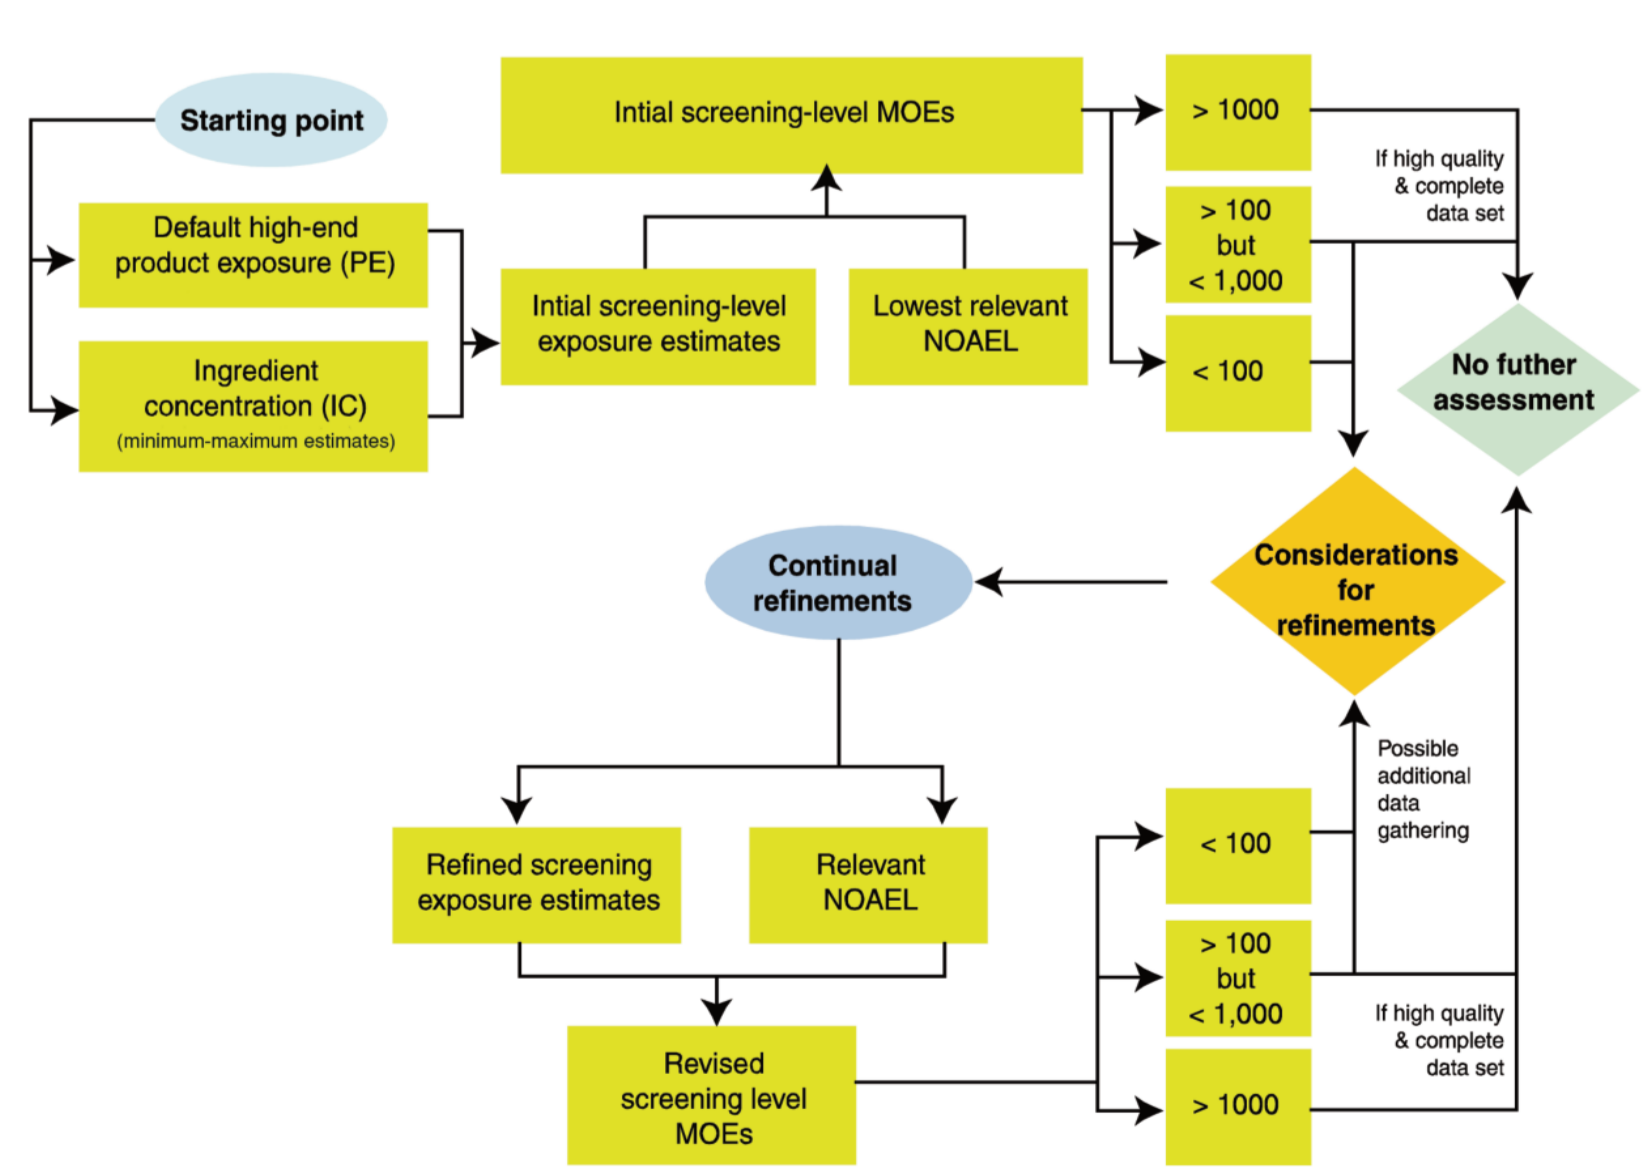 Starting point
Default high-end
product exposure (PE)
Ingredient
concentration (IC)
(minimum-maximum estimates)
Intial screening-level MOEs
Intial screening-level
exposure estimates
Lowest relevant
NOAEL
> 1000
> 100
but
< 1,000
< 100
If high quality
& complete
data set
No futher
assessment
Considerations
for
refinements
Continual
refinements
Refined screening
exposure estimates
Relevant
NOAEL
Revised
screening level
MOEs
< 100
> 100
but
< 1,000
> 1000
Possible
additional
data
gathering
If high quality
& complete
data set